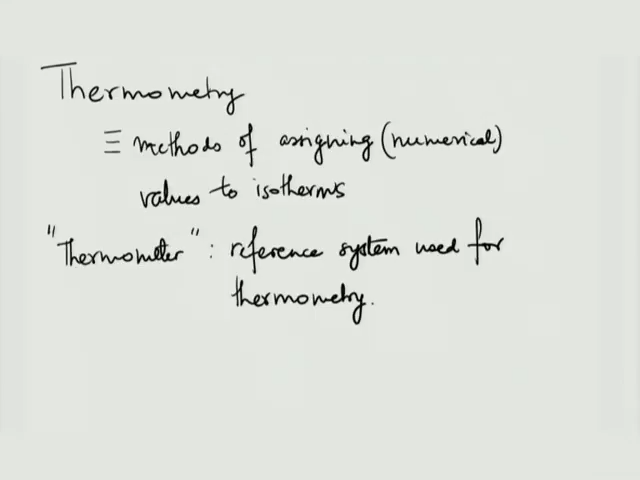 Thermometry
≡ methods of assigning (numerical)
values to isotherms
"Thermometer" : reference system used for
thermometry.